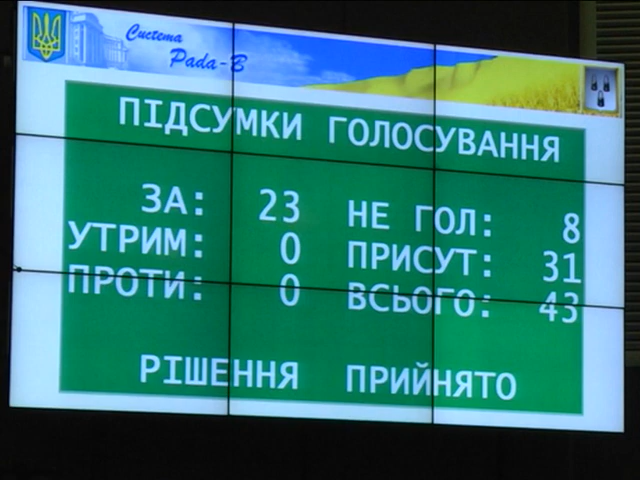 Система
Рада-В
ПІДСУМКИ ГОЛОСУВАННЯ
ЗА: 23 НЕ ГОЛ: 8
УТРИМ: 0 ПРИСУТ: 31
ПРОТИ: 0 ВСЬОГО: 43
РІШЕННЯ ПРИЙНЯТО